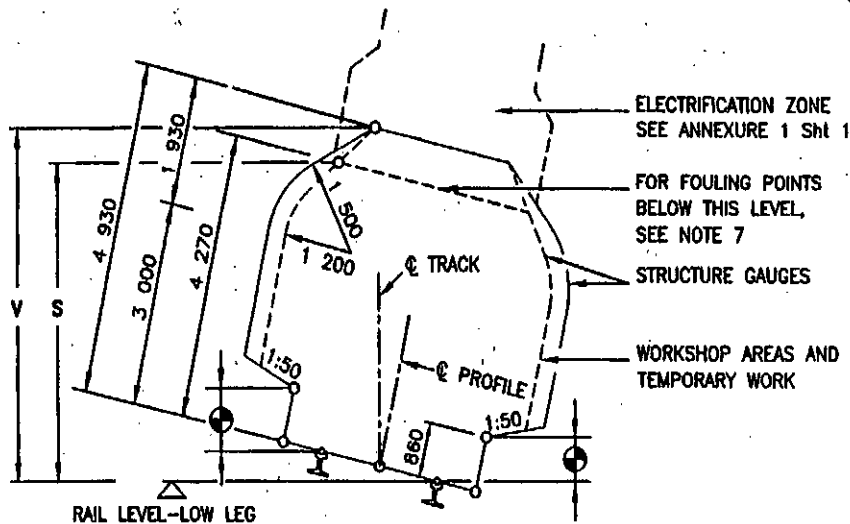 ELECTRIFICATION ZONE
SEE ANNEXURE 1 Sht 1
FOR FOULING POINTS
BELOW THIS LEVEL,
SEE NOTE 7
STRUCTURE GAUGES
WORKSHOP AREAS AND
TEMPORARY WORK
1 930
4 930
3 000
4 270
V
S
1 500
1 200
℄ TRACK
℄ PROFILE
1:50
1:50
860
RAIL LEVEL-LOW LEG